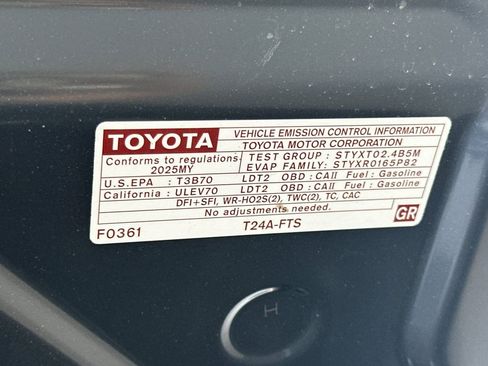 TOYOTA VEHICLE EMISSION CONTROL INFORMATION
TOYOTA MOTOR CORPORATION
Conforms to regulations: 2025MY
TEST GROUP : STYXT02.4B5M
EVAP FAMILY: STYXR0165P82
U.S.EPA : T3B70 LDT2 OBD : CAII Fuel : Gasoline
California : ULEV70 LDT2 OBD : CAII Fuel : Gasoline
DFI+SFI, WR-HO2S(2), TWC(2), TC, CAC
No adjustments needed.
F0361 T24A-FTS GR
H